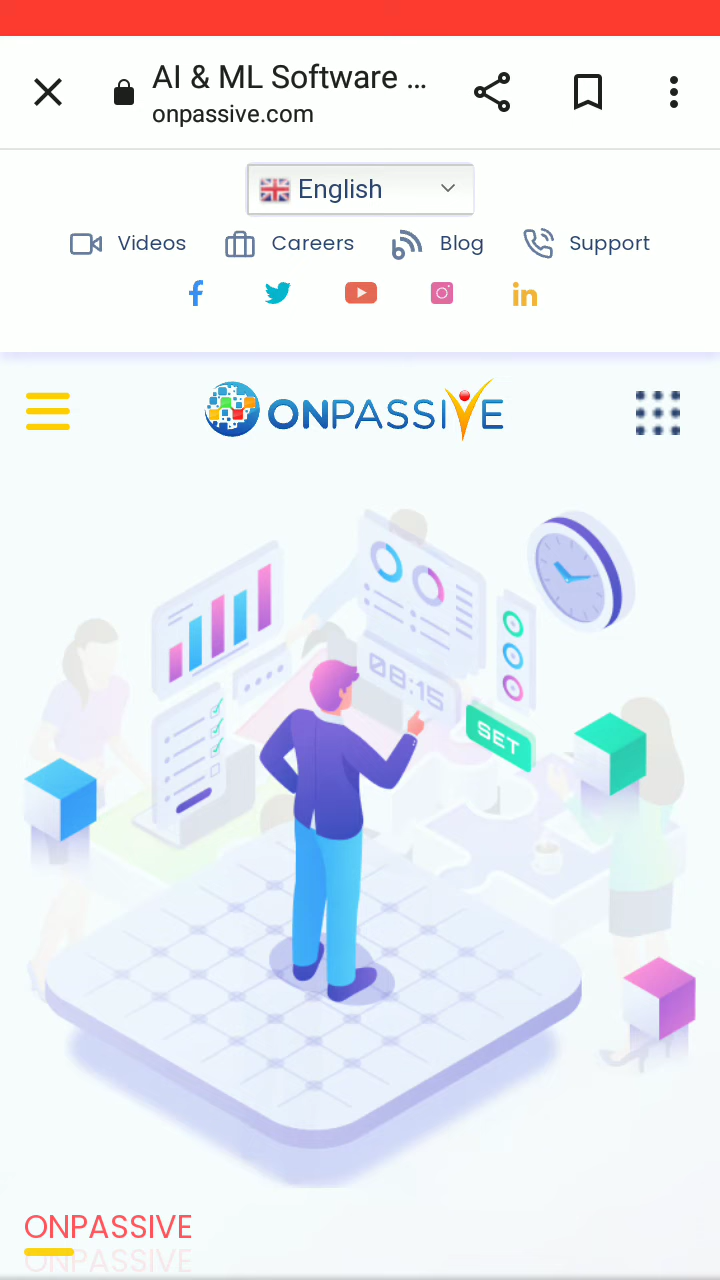 AI & ML Software ...
onpassive.com
English
Videos Careers Blog Support
ONPASSIVE
08:15
SET
ONPASSIVE
ONPASSIVE